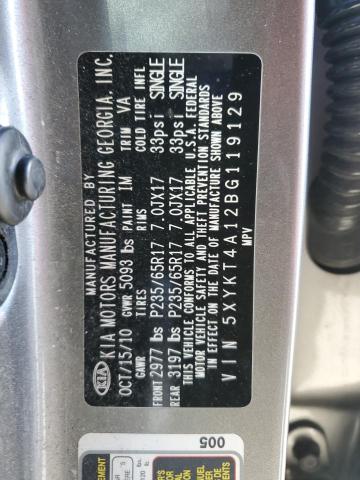 MANUFACTURED BY
KIA KIA MOTORS MANUFACTURING GEORGIA, INC.
OCT/15/10 GVWR 5093 lbs PAINT IM TRIM VA
GAWR TIRES RIMS COLD TIRE INFL
FRONT 2977 lbs P235/65R17 7.0JX17 33psi SINGLE
REAR 3197 lbs P235/65R17 7.0JX17 33psi SINGLE
THIS VEHICLE CONFORMS TO ALL APPLICABLE U.S.A. FEDERAL
MOTOR VEHICLE SAFETY AND THEFT PREVENTION STANDARDS
IN EFFECT ON THE DATE OF MANUFACTURE SHOWN ABOVE
VIN 5XYKT4A12BG119129
MPV
005